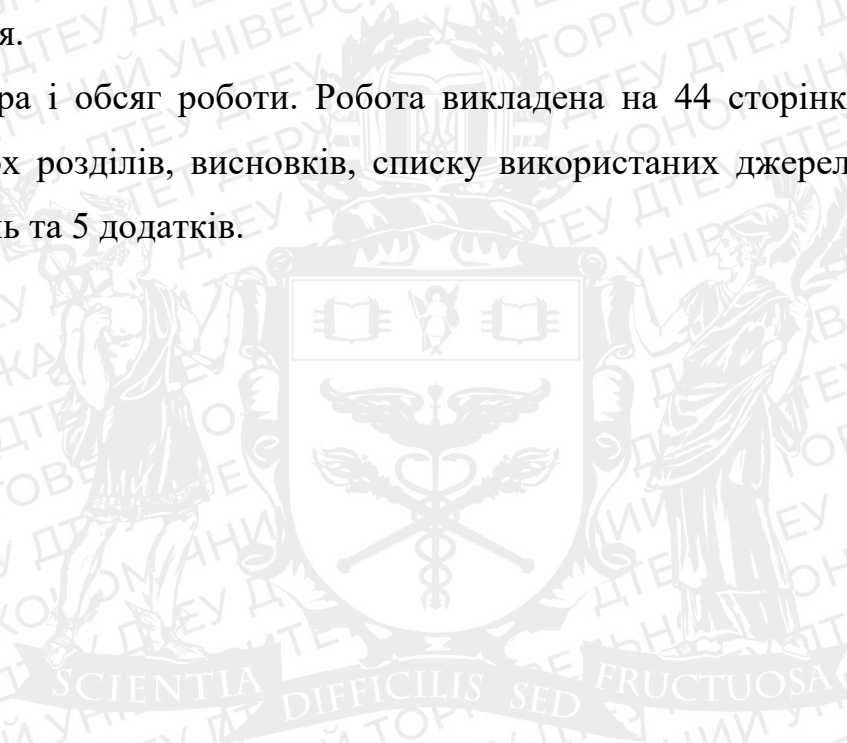 я.
ра і обсяг роботи. Робота викладена на 44 сторінк
ох розділів, висновків, списку використаних джерел
ь та 5 додатків.
SCIENTIA DIFFICILIS SED FRUCTUOSA